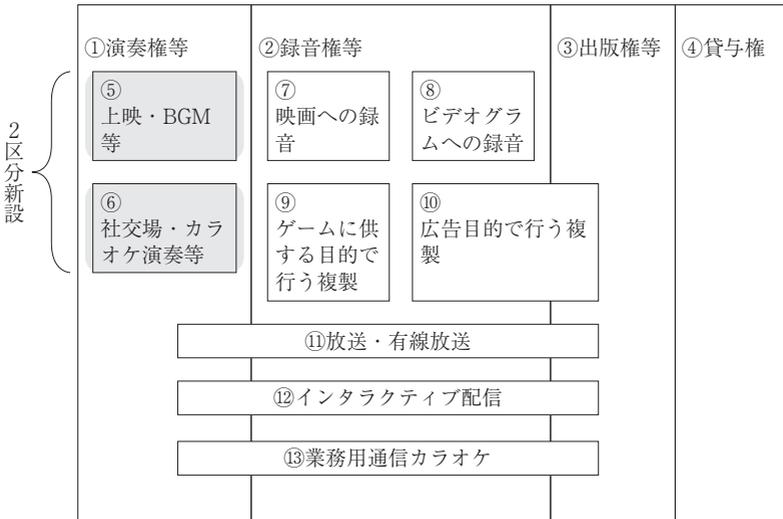 ①演奏権等
②録音権等
③出版権等
④貸与権
2区分新設
⑤
上映・BGM
等
⑦
映画への録
音
⑧
ビデオグラ
ムへの録音
⑥
社交場・カラ
オケ演奏等
⑨
ゲームに供
する目的で
行う複製
⑩
広告目的で行う複
製
⑪放送・有線放送
⑫インタラクティブ配信
⑬業務用通信カラオケ